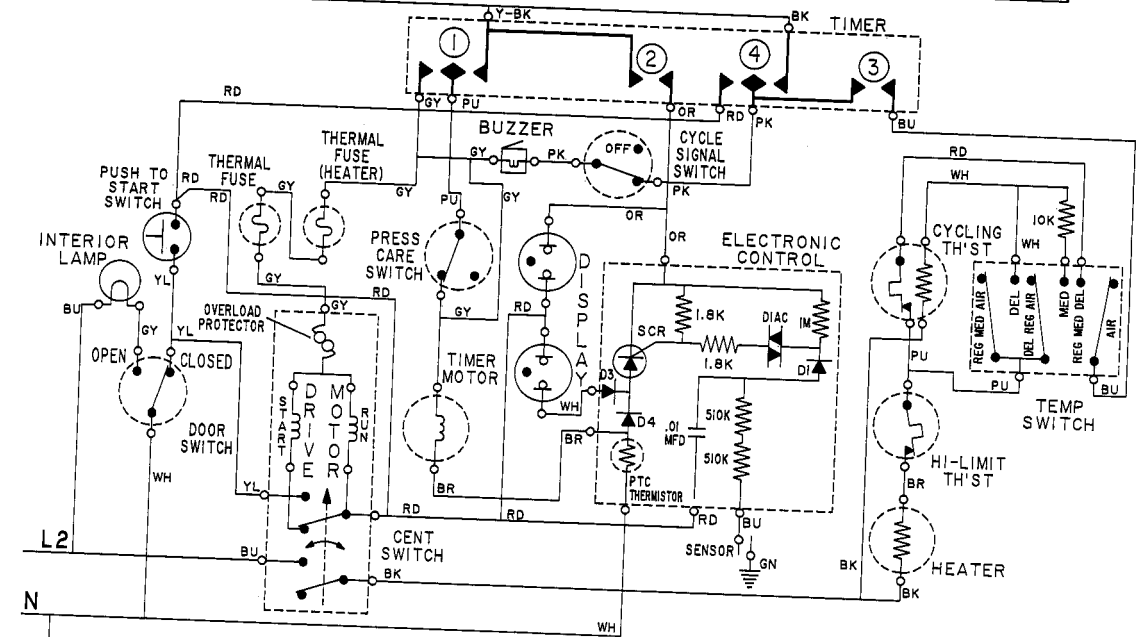 Y-BK
BK
TIMER
1
2
4
3
GY
PU
OR
RD
PK
BU
RD
BUZZER
GY
PK
OFF
CYCLE
SIGNAL
SWITCH
PK
THERMAL
FUSE
(HEATER)
THERMAL
FUSE
GY
GY
GY
PUSH TO
START
SWITCH
RD
RD
YL
INTERIOR
LAMP
BU
GY
YL
OPEN
CLOSED
DOOR
SWITCH
WH
GY
GY
OVERLOAD
PROTECTOR
RD
DRIVE
MOTOR
START
RUN
YL
BU
CENT
SWITCH
RD
RD
BK
PU
PRESS
CARE
SWITCH
GY
TIMER
MOTOR
BR
OR
OR
DISPLAY
RD
WH
BR
ELECTRONIC
CONTROL
SCR
1.8K
1.8K
DIAC
1M
D1
D3
D4
.01
MFD
510K
510K
PTC
THERMISTOR
RD
BU
SENSOR
GN
RD
WH
10K
WH
CYCLING
TH'ST
REG MED AIR
DEL
DEL REG AIR
MED
REG MED DEL
AIR
PU
PU
BU
TEMP
SWITCH
HI-LIMIT
TH'ST
BR
HEATER
BK
BK
L2
N
WH